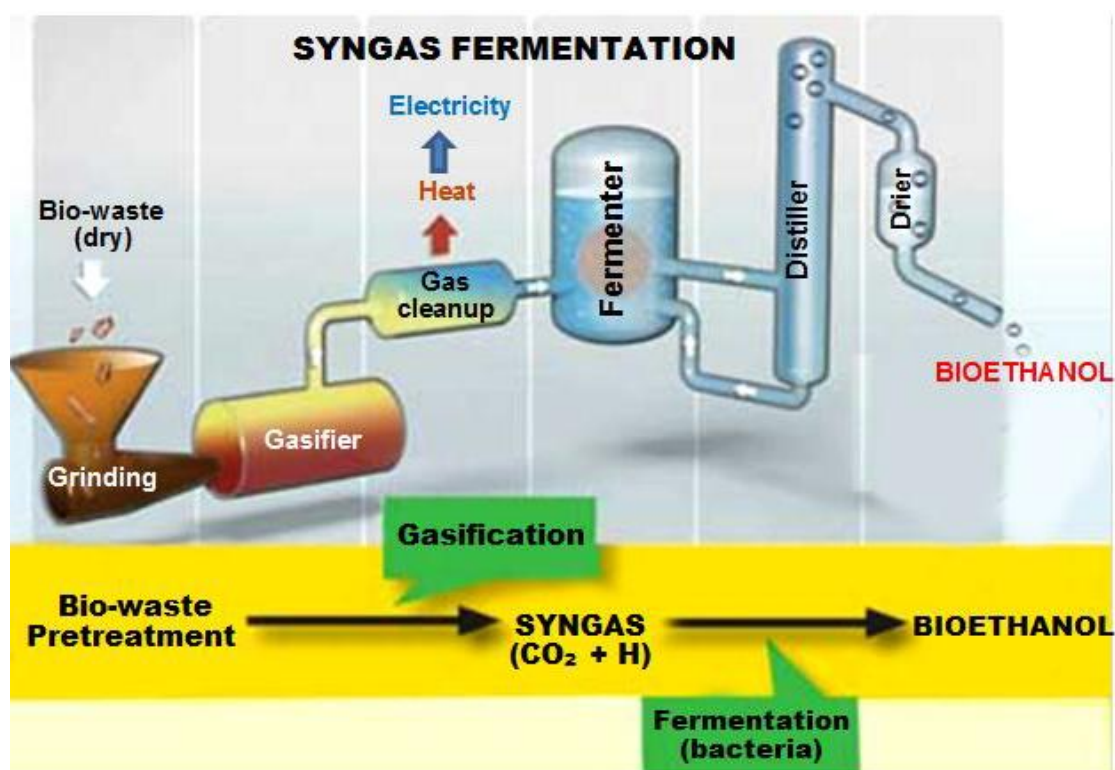 SYNGAS FERMENTATION
Electricity
Heat
Bio-waste
(dry)
Gas
cleanup
Fermenter
Distiller
Drier
BIOETHANOL
Gasifier
Grinding
Gasification
Bio-waste
Pretreatment
SYNGAS
(CO₂ + H)
BIOETHANOL
Fermentation
(bacteria)